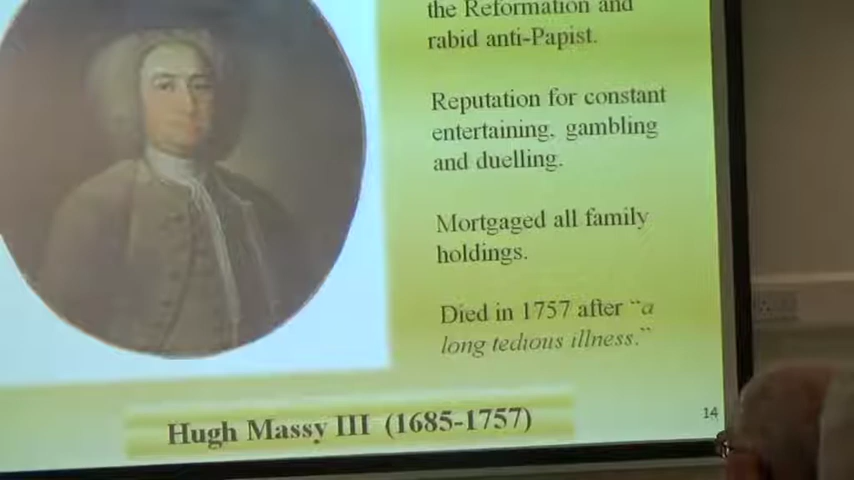 the Reformation and
rabid anti-Papist.
Reputation for constant
entertaining, gambling
and duelling.
Mortgaged all family
holdings.
Died in 1757 after “a
long tedious illness.”
Hugh Massy III (1685-1757)
14